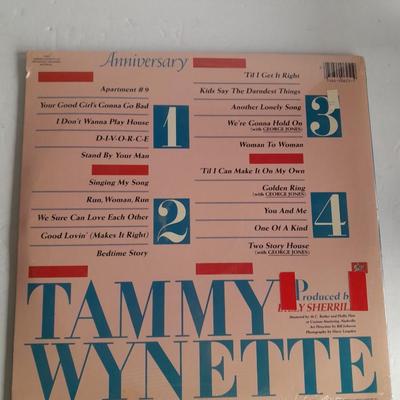 Anniversary
Apartment #9
Your Good Girl's Gonna Go Bad
I Don't Wanna Play House
D-I-V-O-R-C-E
Stand By Your Man
1
Singing My Song
Run, Woman, Run
We Sure Can Love Each Other
Good Lovin' (Makes It Right)
Bedtime Story
2
'Til I Get It Right
Kids Say The Darndest Things
Another Lonely Song
We're Gonna Hold On
(with GEORGE JONES)
Woman To Woman
3
'Til I Can Make It On My Own
Golden Ring
(with GEORGE JONES)
You and Me
One Of A Kind
Two Story House
(with GEORGE JONES)
4
TAMMY
WYNETTE
Produced by
BILLY SHERRILL